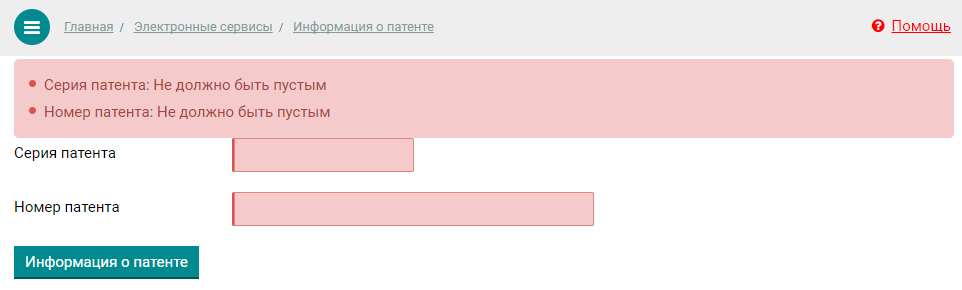 Главная / Электронные сервисы / Информация о патенте Помощь
Серия патента: Не должно быть пустым
Номер патента: Не должно быть пустым
Серия патента
Номер патента
Информация о патенте